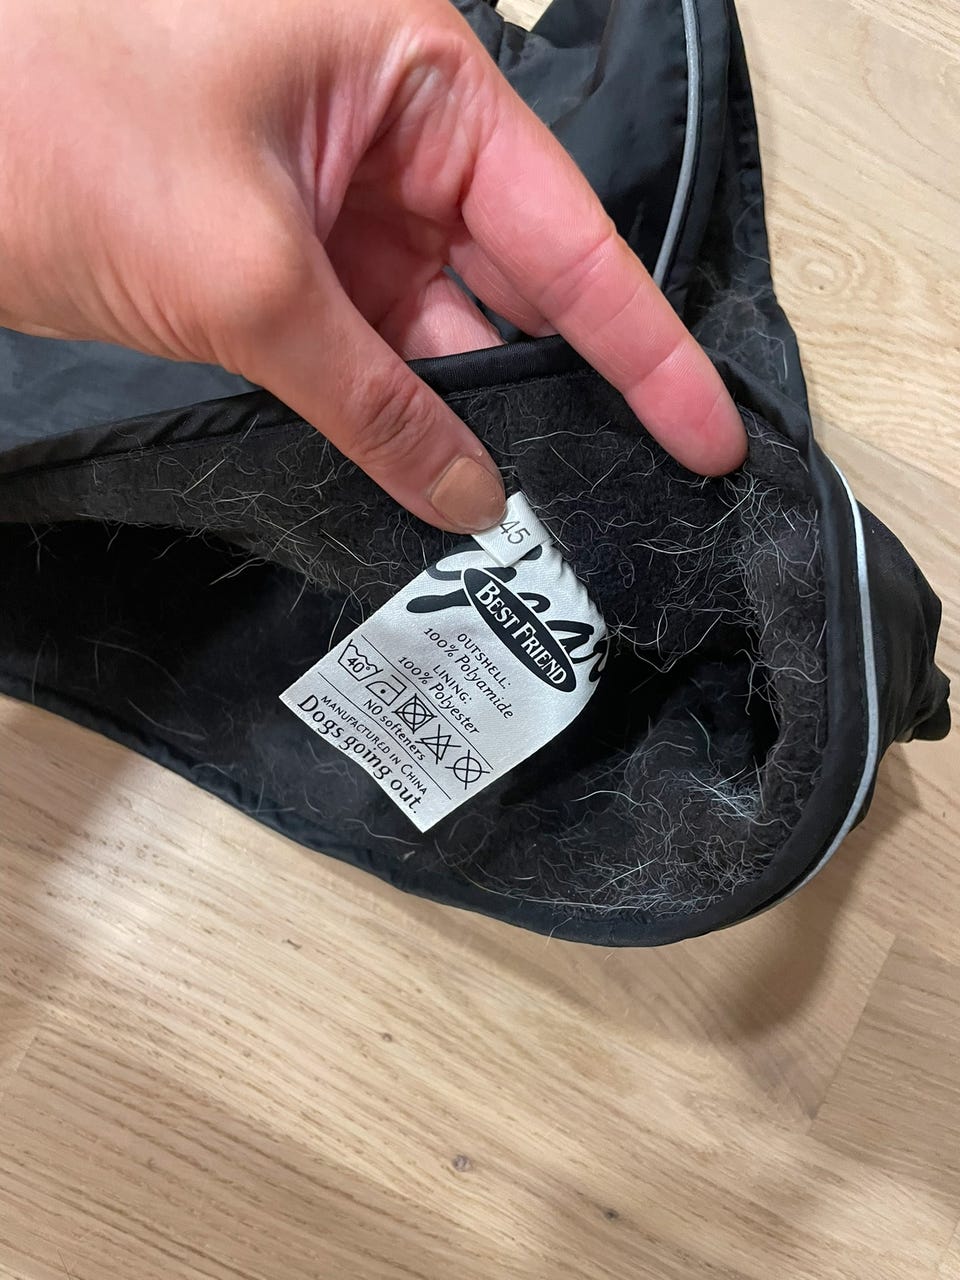 45
BEST FRIEND
OUTSHELL:
100% Polyamide
LINING:
100% Polyester
40°
NO softeners
MANUFACTURED IN CHINA
Dogs going out.